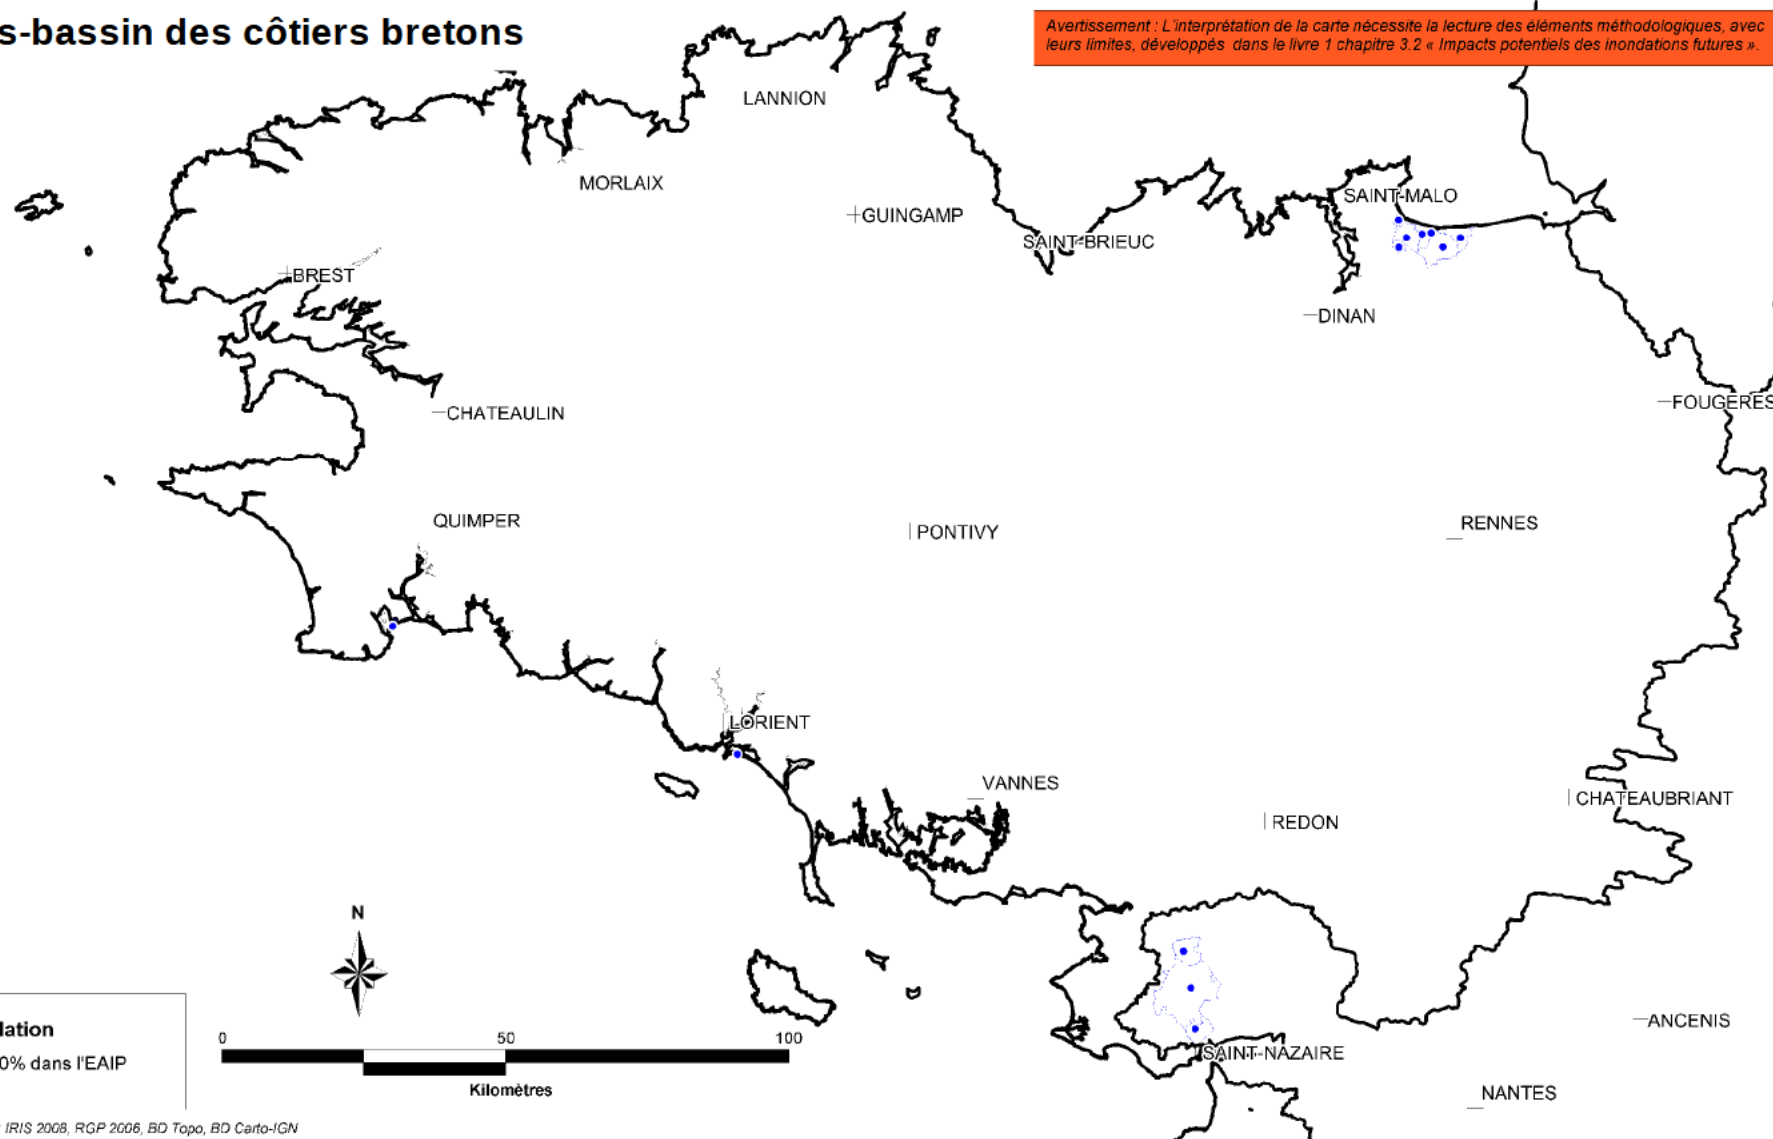 s-bassin des côtiers bretons
Avertissement : L'interprétation de la carte nécessite la lecture des éléments méthodologiques, avec
leurs limites, développés dans le livre 1 chapitre 3.2 « Impacts potentiels des inondations futures ».
LANNION
MORLAIX
SAINT-MALO
GUINGAMP
SAINT-BRIEUC
BREST
DINAN
FOUGERES
CHATEAULIN
QUIMPER
RENNES
PONTIVY
LORIENT
VANNES
CHATEAUBRIANT
REDON
N
ANCENIS
lation
0 50 100
SAINT-NAZAIRE
0% dans l'EAIP
Kilomètres
NANTES
IRIS 2008, RGP 2006, BD Topo, BD Carto-IGN